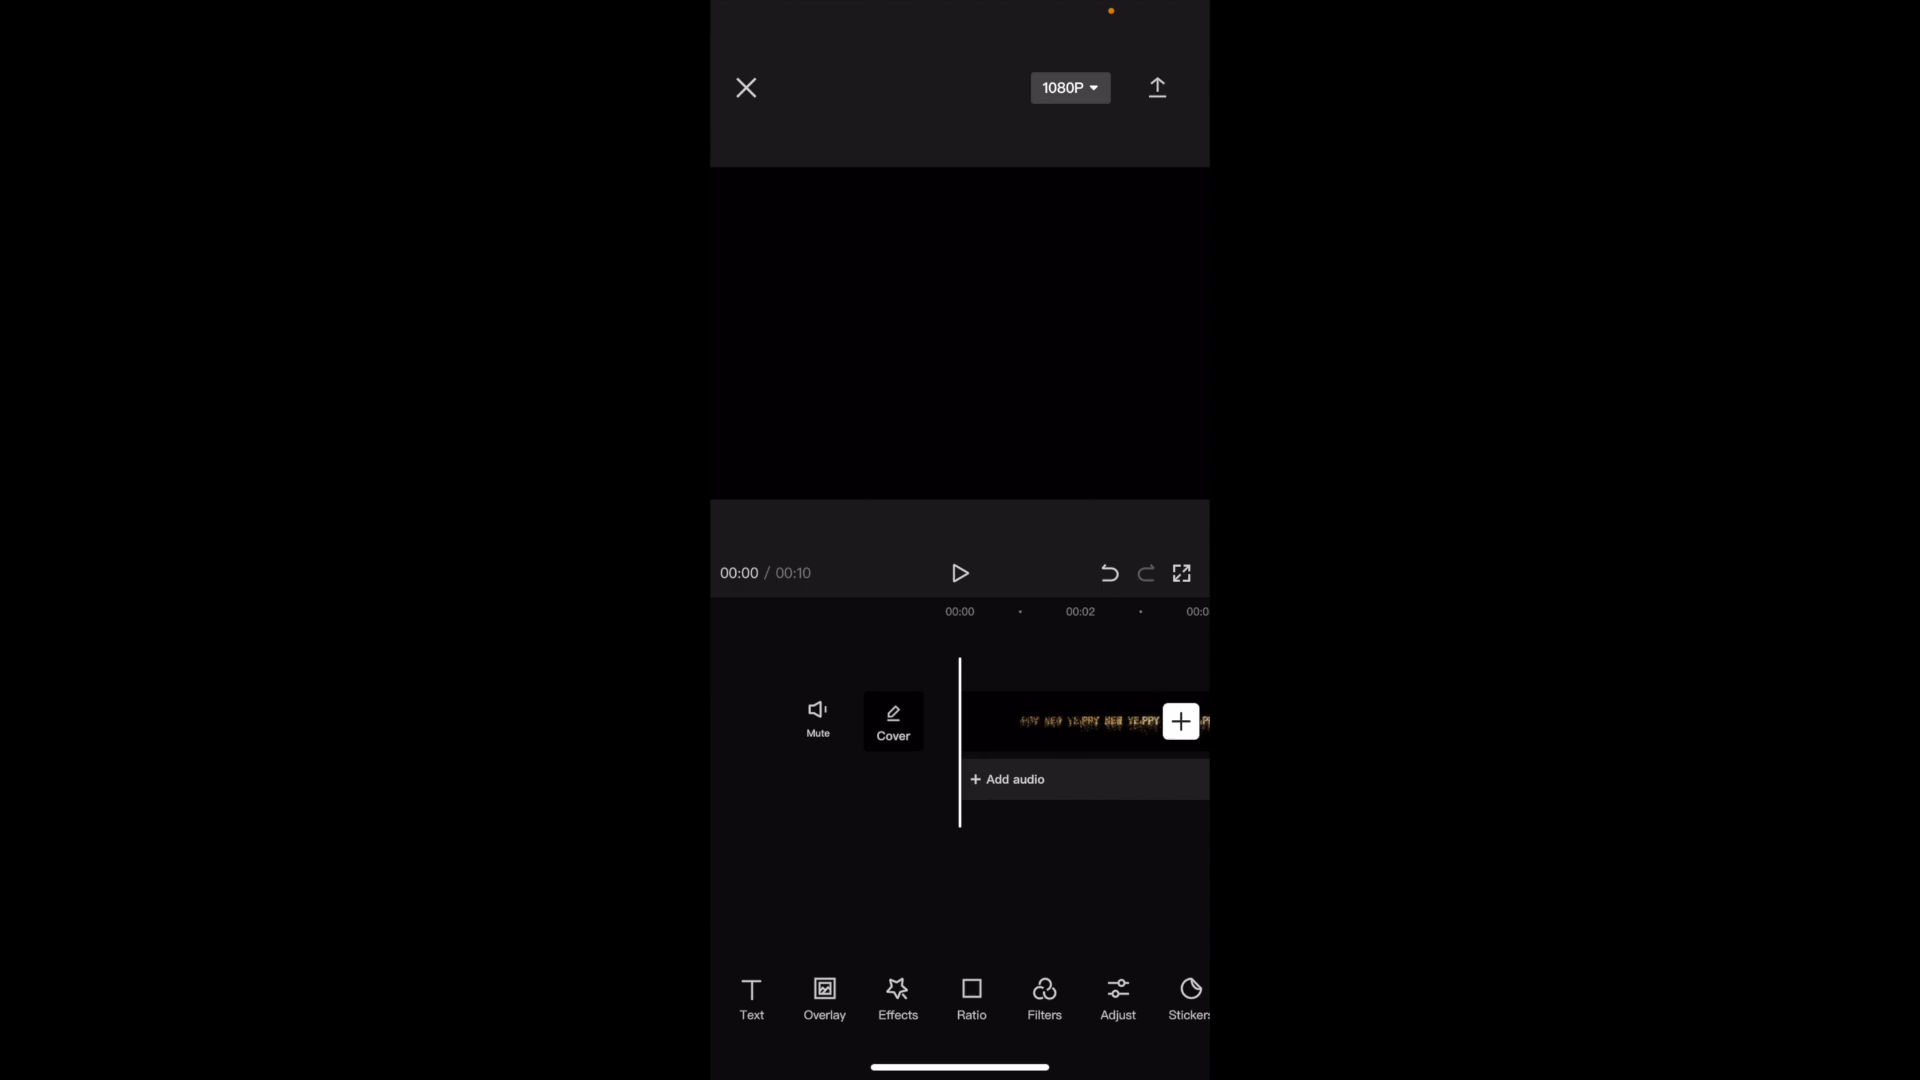 1080P
00:00 / 00:10
00:00 00:02
Mute
Cover
+ Add audio
Text Overlay Effects Ratio Filters Adjust